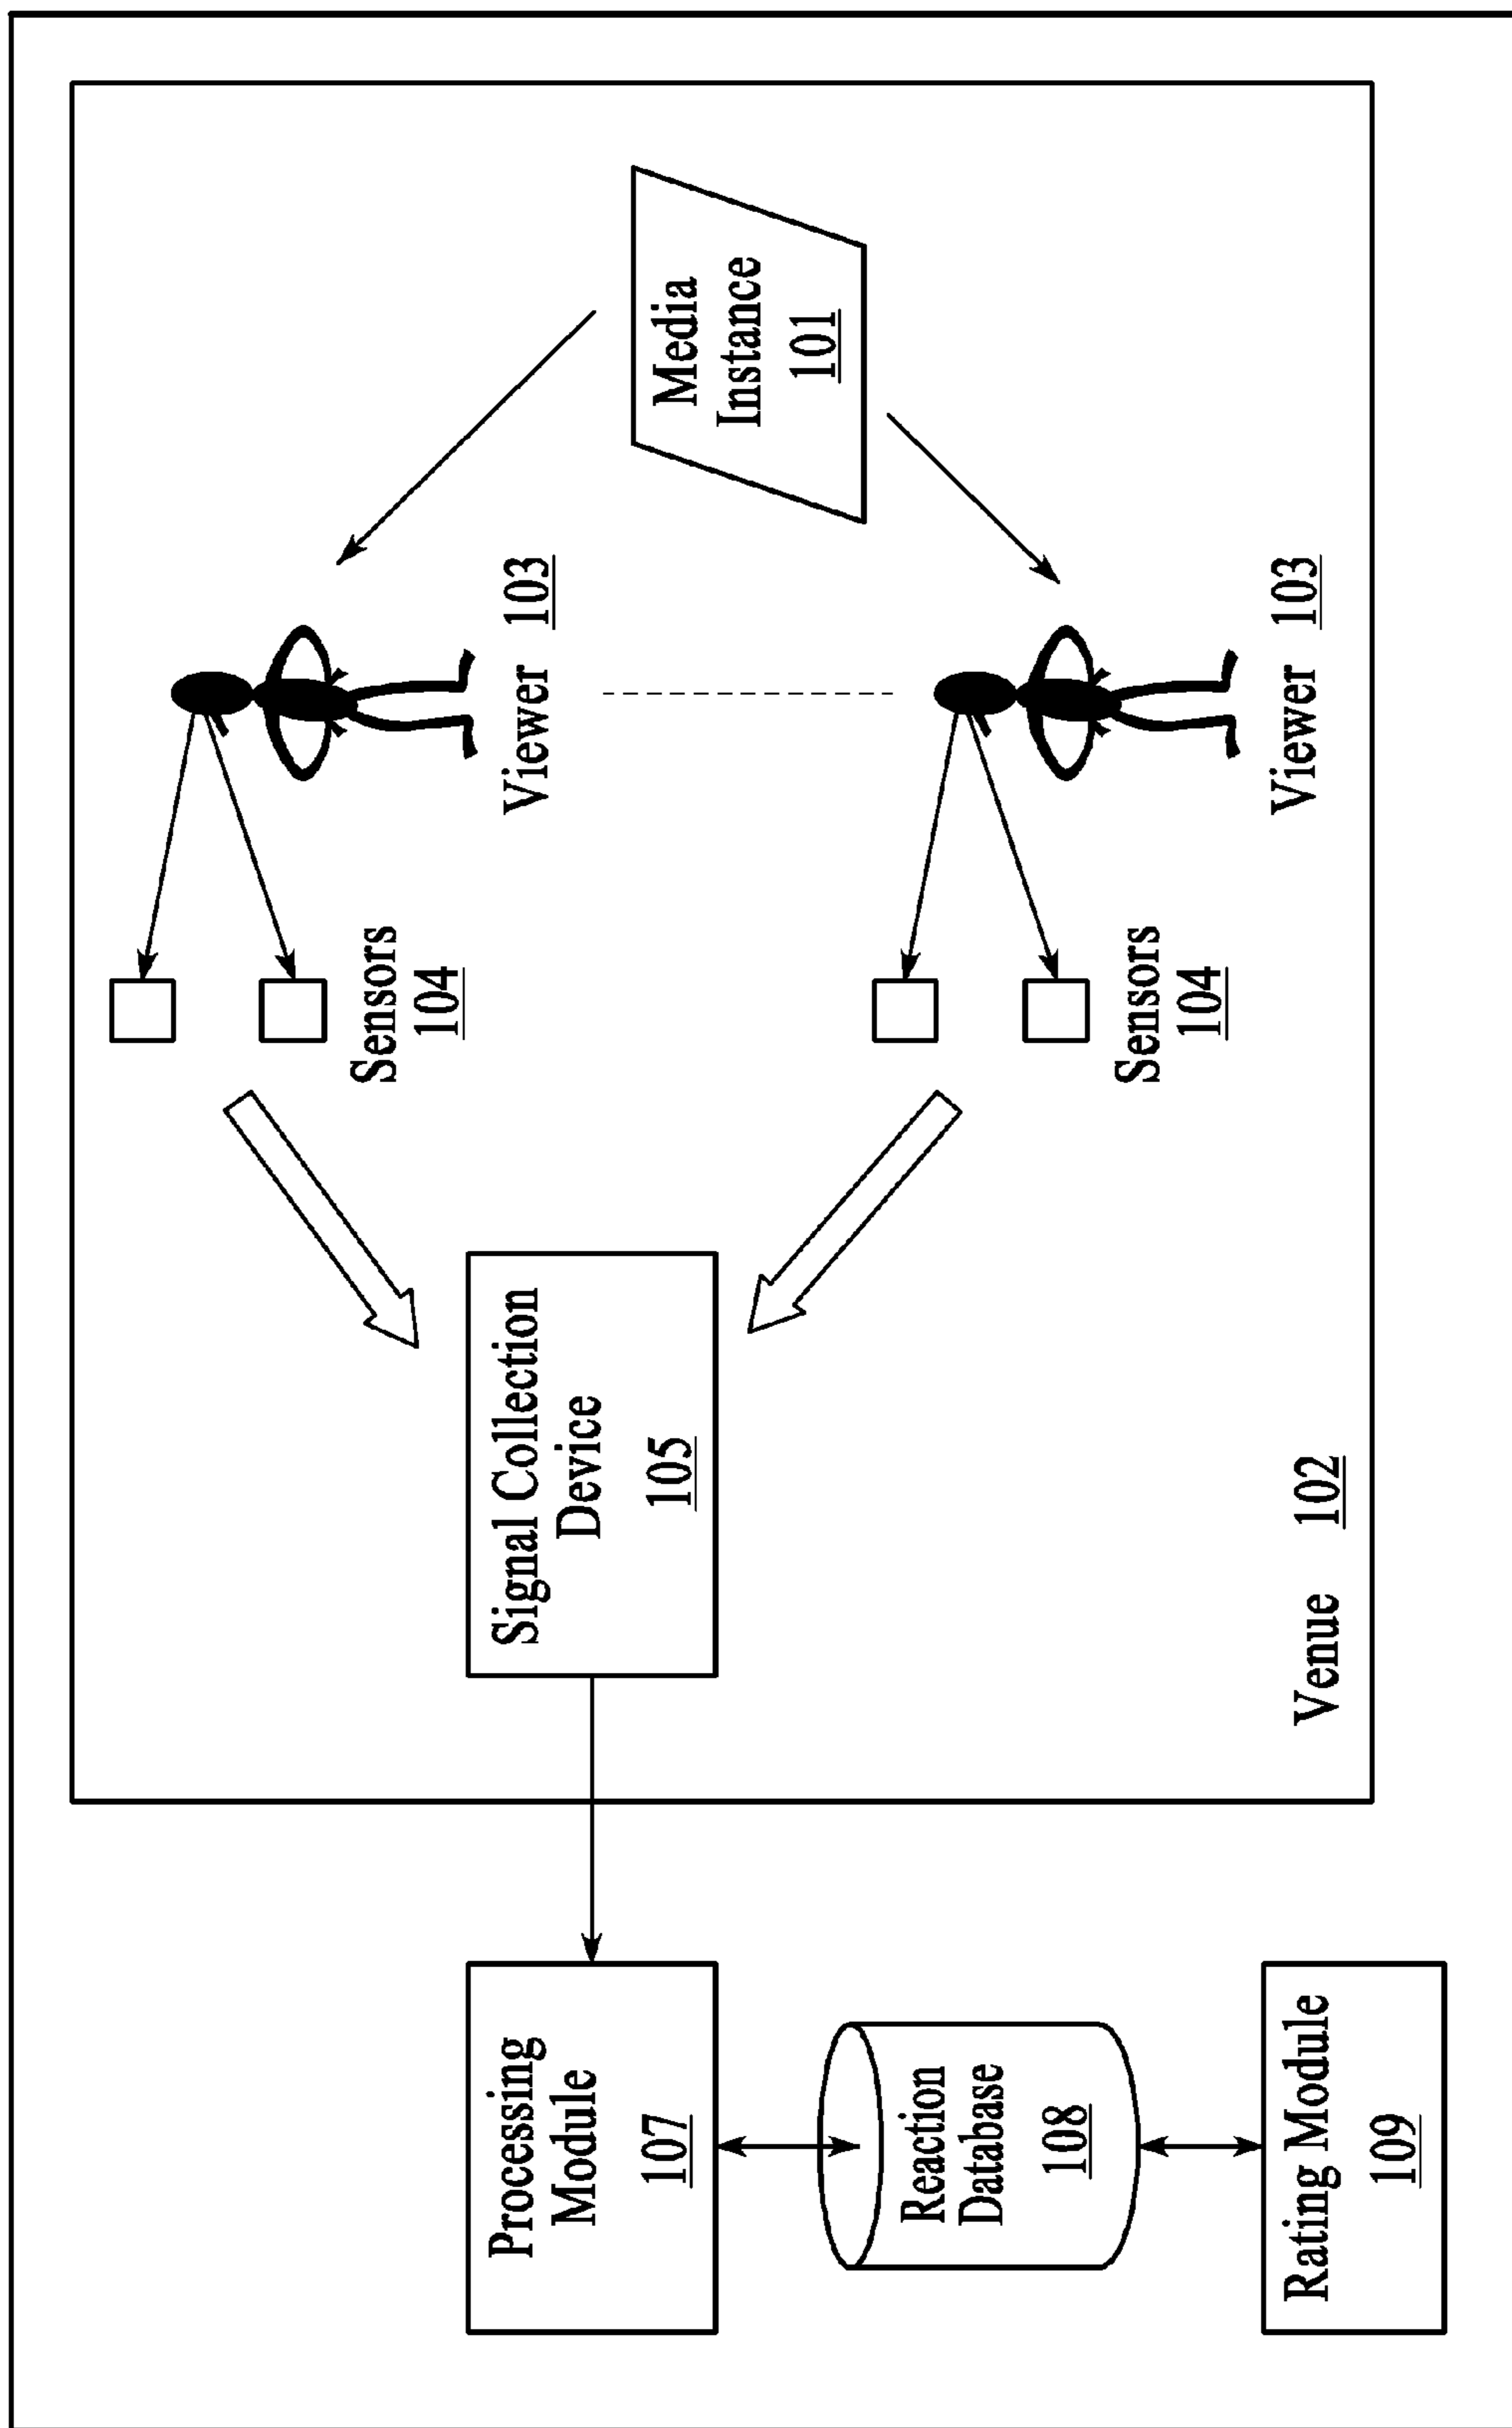 Processing
Module
107
Reaction
Database
108
Rating Module
109
Signal Collection
Device
105
Venue 102
Sensors
104
Sensors
104
Viewer 103
Viewer 103
Media
Instance
101